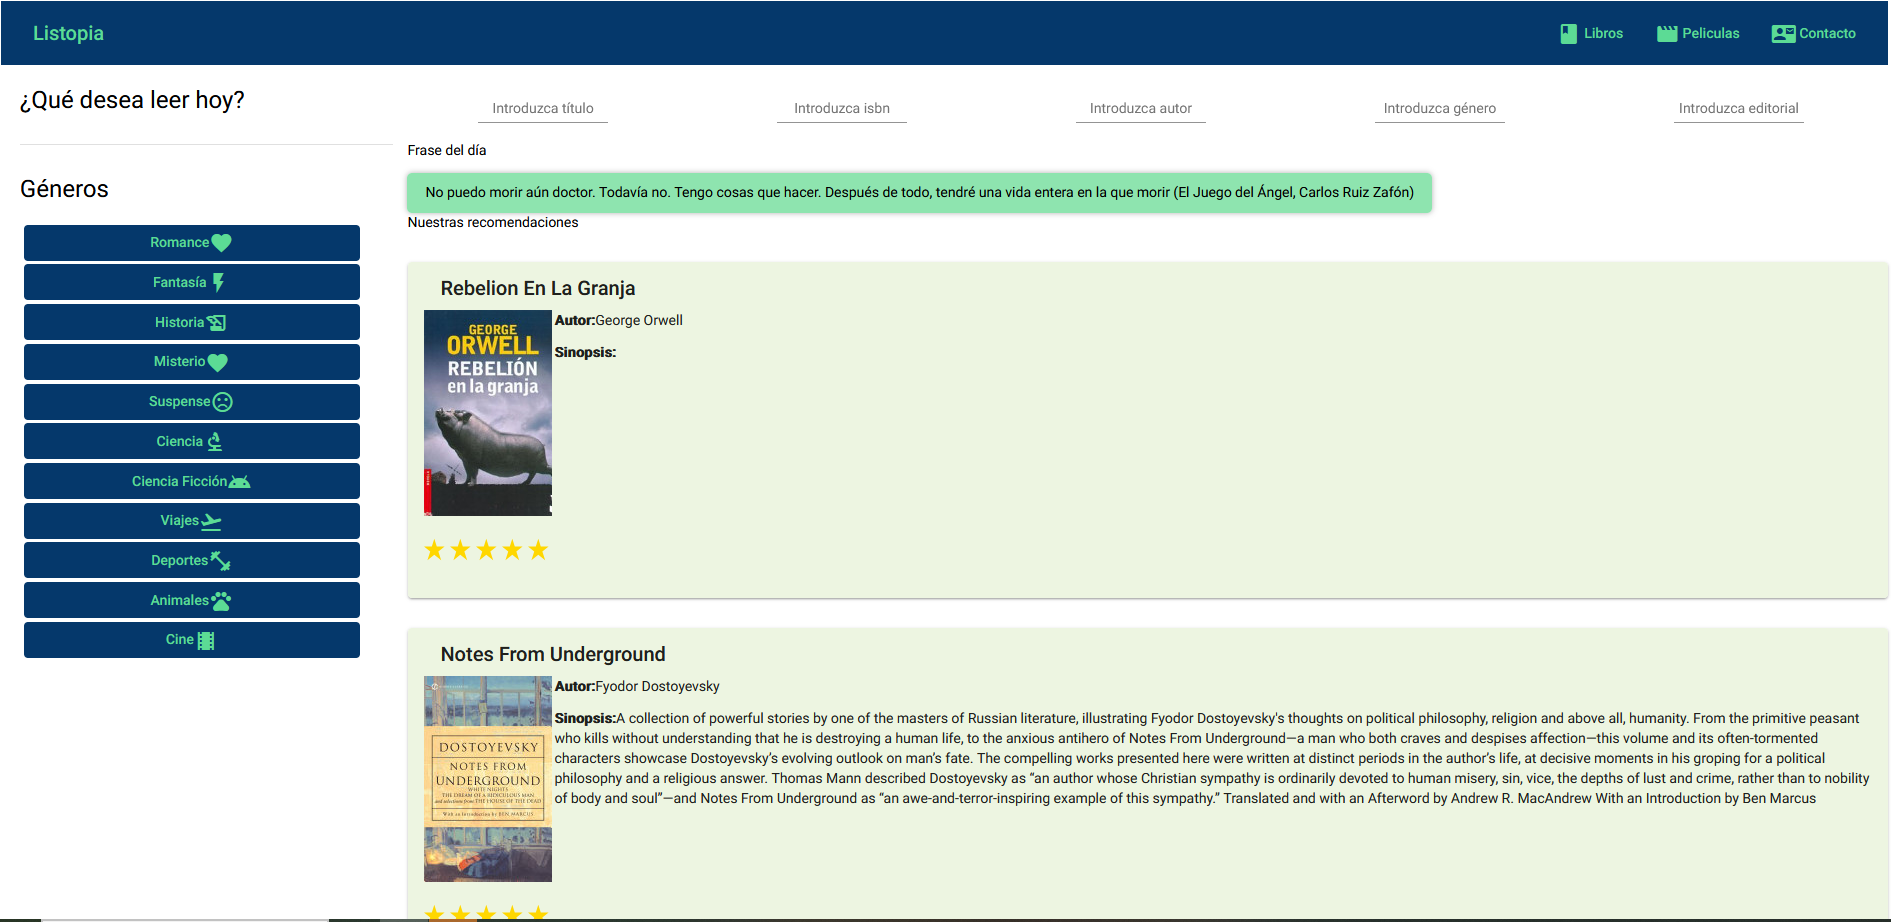 Listopia
Libros
Peliculas
Contacto
¿Qué desea leer hoy?
Introduzca título
Introduzca isbn
Introduzca autor
Introduzca género
Introduzca editorial
Géneros
Romance
Fantasía
Historia
Misterio
Suspense
Ciencia
Ciencia Ficción
Viajes
Deportes
Animales
Cine
Frase del día
No puedo morir aún doctor. Todavía no. Tengo cosas que hacer. Después de todo, tendré una vida entera en la que morir (El Juego del Ángel, Carlos Ruiz Zafón)
Nuestras recomendaciones
Rebelion En La Granja
GEORGE
ORWELL
REBELIÓN
en la granja
Autor:George Orwell
Sinopsis:
Notes From Underground
DOSTOYEVSKY
NOTES FROM
UNDERGROUND
WHITE NIGHTS
THE DREAM OF A RIDICULOUS MAN
and selections from THE HOUSE OF THE DEAD
With an Introduction by BEN MARCUS
Autor:Fyodor Dostoyevsky
Sinopsis:A collection of powerful stories by one of the masters of Russian literature, illustrating Fyodor Dostoyevsky's thoughts on political philosophy, religion and above all, humanity. From the primitive peasant
who kills without understanding that he is destroying a human life, to the anxious antihero of Notes From Underground—a man who both craves and despises affection—this volume and its often-tormented
characters showcase Dostoyevsky’s evolving outlook on man’s fate. The compelling works presented here were written at distinct periods in the author’s life, at decisive moments in his groping for a political
philosophy and a religious answer. Thomas Mann described Dostoyevsky as “an author whose Christian sympathy is ordinarily devoted to human misery, sin, vice, the depths of lust and crime, rather than to nobility
of body and soul”—and Notes From Underground as “an awe-and-terror-inspiring example of this sympathy.” Translated and with an Afterword by Andrew R. MacAndrew With an Introduction by Ben Marcus